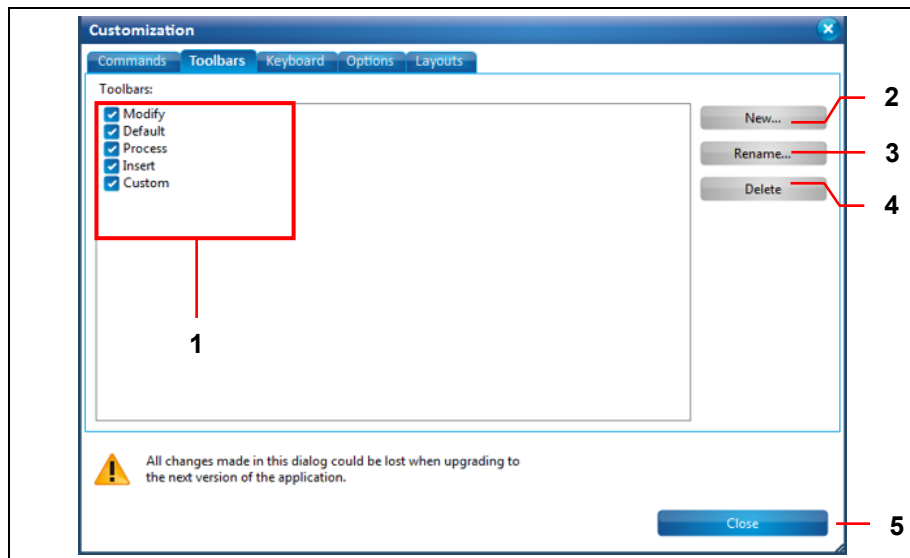 Customization
Commands Toolbars Keyboard Options Layouts
Toolbars:
Modify
Default
Process
Insert
Custom
New...
2
Rename...
3
Delete
4
1
All changes made in this dialog could be lost when upgrading to
the next version of the application.
Close
5